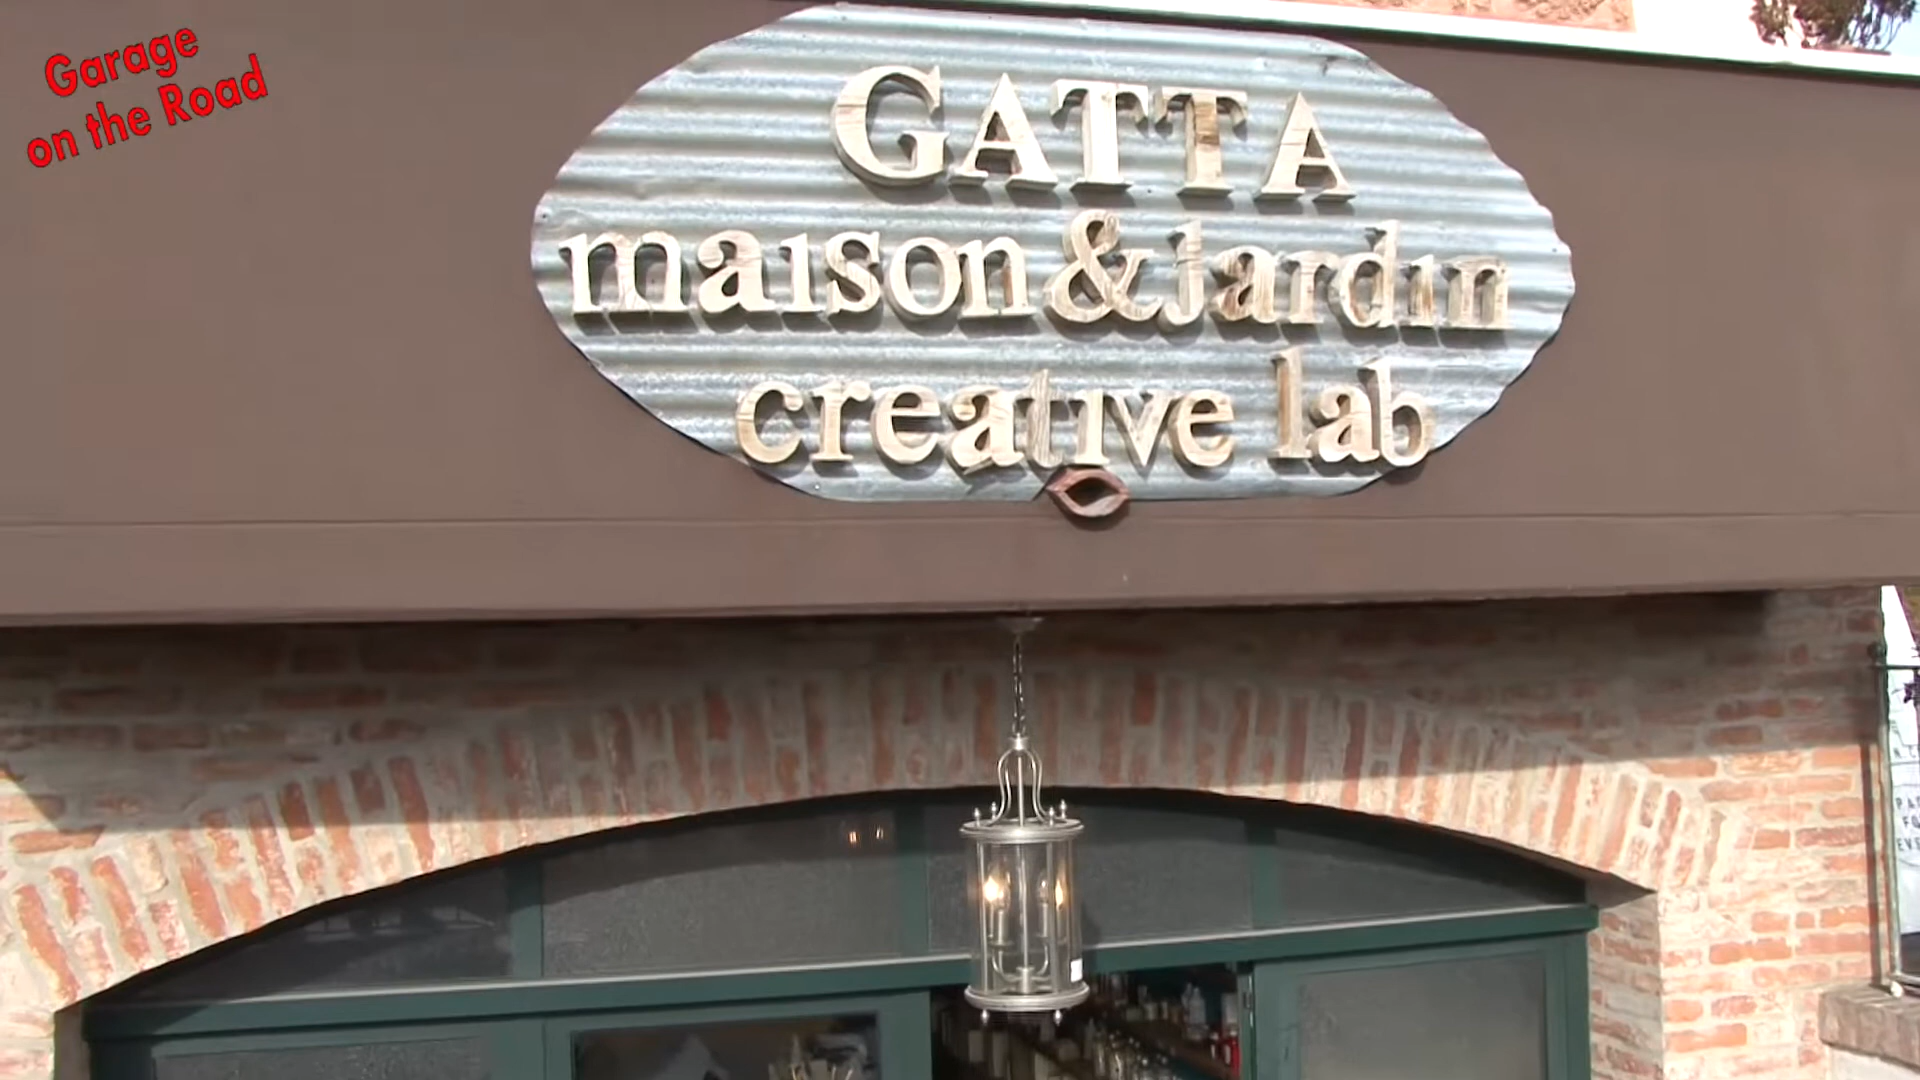 Garage
on the Road
GATTA
maison & jardin
creative lab